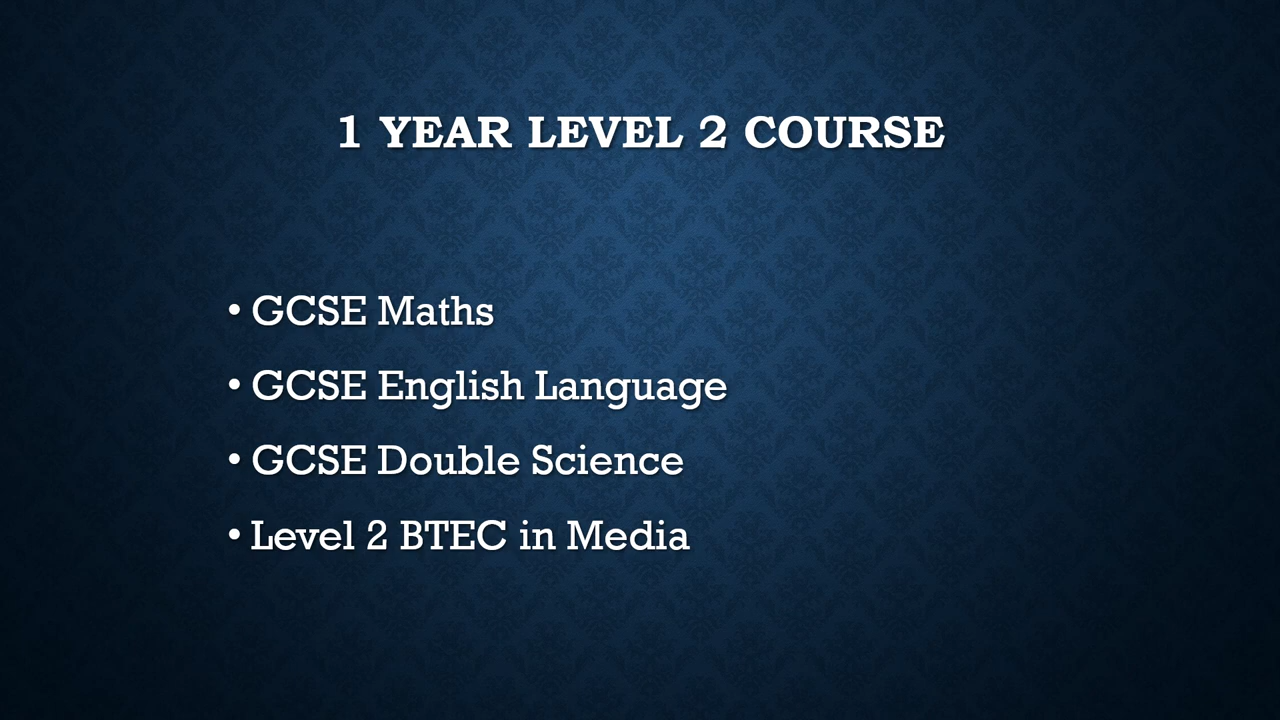 1 YEAR LEVEL 2 COURSE
• GCSE Maths
• GCSE English Language
• GCSE Double Science
• Level 2 BTEC in Media